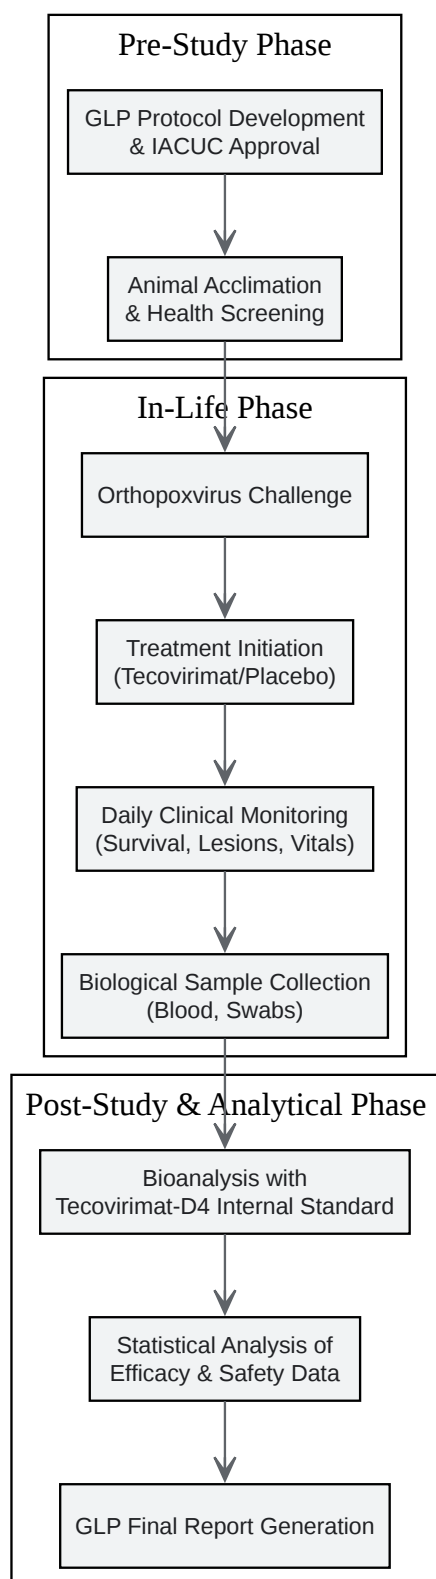 Pre-Study Phase
GLP Protocol Development
& IACUC Approval
Animal Acclimation
& Health Screening
In-Life Phase
Orthopoxvirus Challenge
Treatment Initiation
(Tecovirimat/Placebo)
Daily Clinical Monitoring
(Survival, Lesions, Vitals)
Biological Sample Collection
(Blood, Swabs)
Post-Study & Analytical Phase
Bioanalysis with
Tecovirimat-D4 Internal Standard
Statistical Analysis of
Efficacy & Safety Data
GLP Final Report Generation